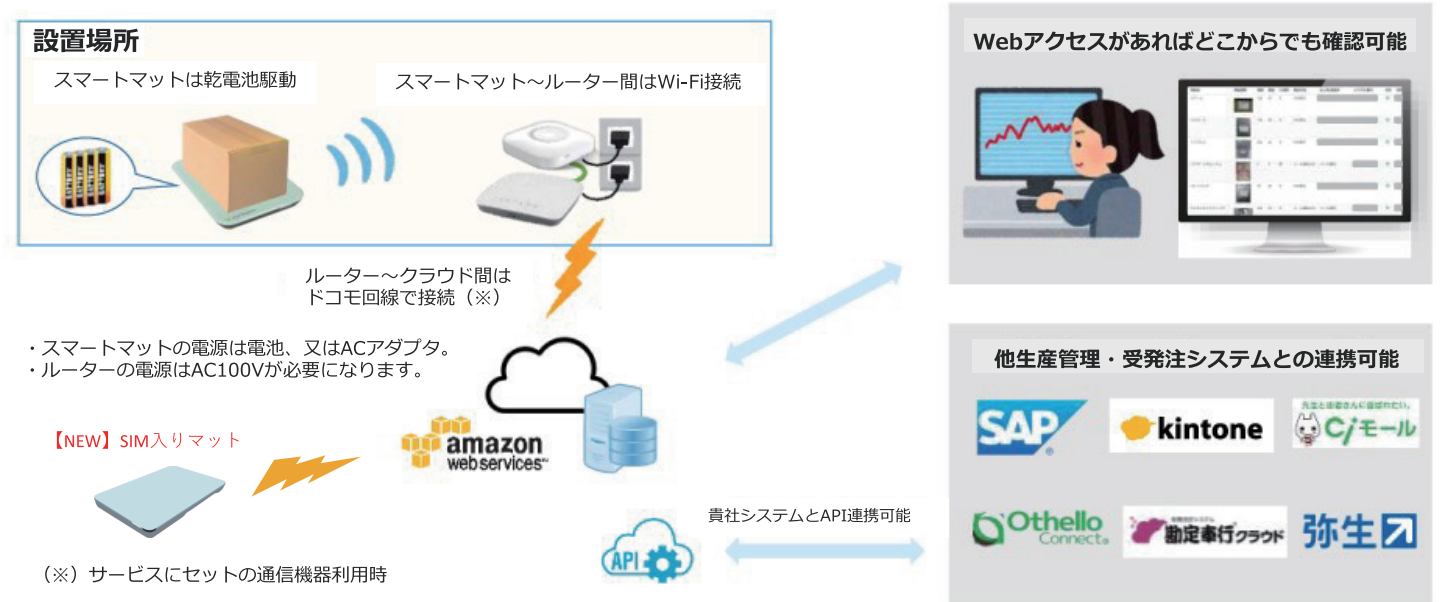 設置場所
スマートマットは乾電池駆動
スマートマット～ルーター間はWi-Fi接続
ルーター～クラウド間は
ドコモ回線で接続（※）
・スマートマットの電源は電池、又はACアダプタ。
・ルーターの電源はAC100Vが必要になります。
【NEW】SIM入りマット
amazon
web services
（※）サービスにセットの通信機器利用時
API
貴社システムとAPI連携可能
Webアクセスがあればどこからでも確認可能
他生産管理・受発注システムとの連携可能
SAP
kintone
Ciモール
Othello
Connect
勘定奉行クラウド
弥生